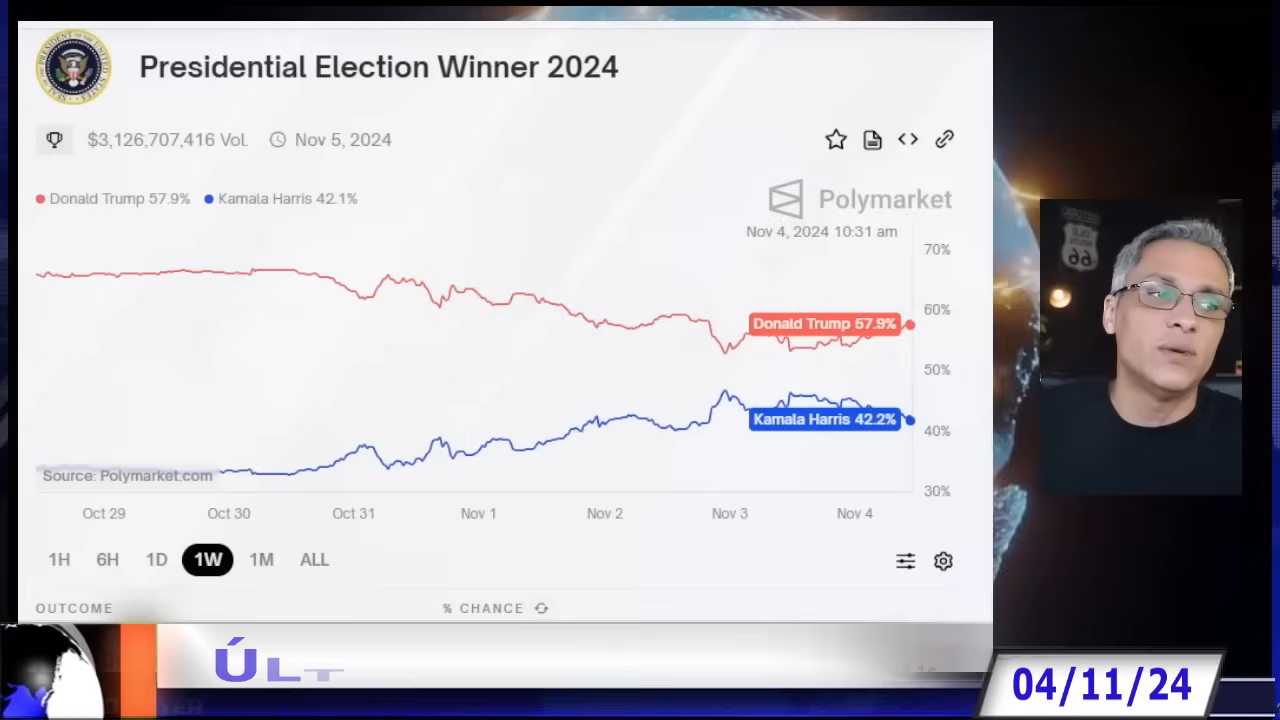 Presidential Election Winner 2024
$3,126,707,416 Vol.
Nov 5, 2024
Donald Trump 57.9%
Kamala Harris 42.1%
Polymarket
Nov 4, 2024 10:31 am
70%
60%
50%
40%
30%
Donald Trump 57.9%
Kamala Harris 42.2%
Source: Polymarket.com
Oct 29
Oct 30
Oct 31
Nov 1
Nov 2
Nov 3
Nov 4
1H
6H
1D
1W
1M
ALL
OUTCOME
% CHANCE
66
ÚLT
04/11/24